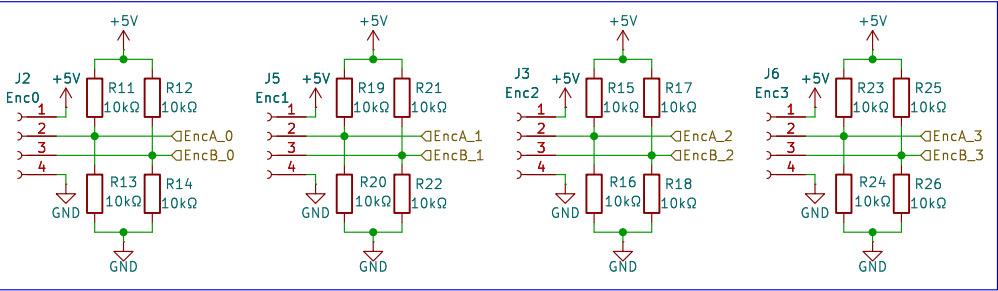 +5V +5V +5V +5V
J2 +5V R11 R12 J5 +5V R19 R21 J3 +5V R15 R17 J6 +5V R23 R25
Enc0 10kΩ 10kΩ Enc1 10kΩ 10kΩ Enc2 10kΩ 10kΩ Enc3 10kΩ 10kΩ
1 1 1 1
2 EncA_0 2 EncA_1 2 EncA_2 2 EncA_3
3 EncB_0 3 EncB_1 3 EncB_2 3 EncB_3
4 4 4 4
R13 R14 R20 R22 R16 R18 R24 R26
GND 10kΩ 10kΩ GND 10kΩ 10kΩ GND 10kΩ 10kΩ GND 10kΩ 10kΩ
GND GND GND GND